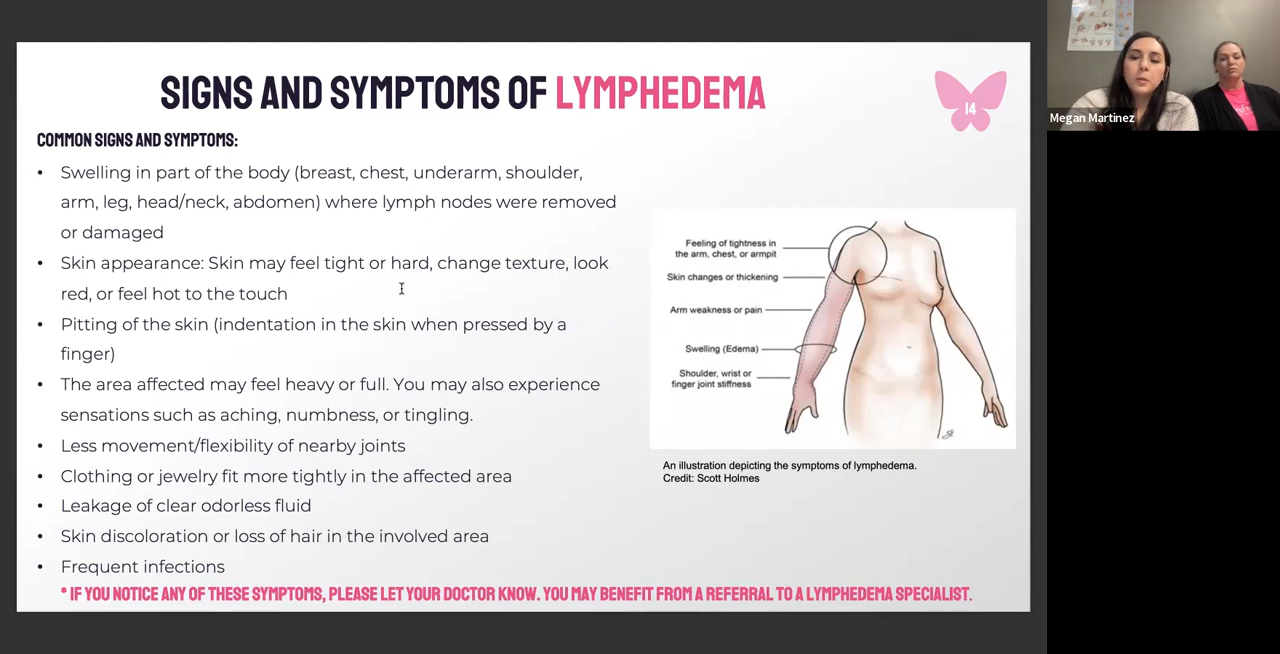 SIGNS AND SYMPTOMS OF LYMPHEDEMA
14
COMMON SIGNS AND SYMPTOMS:
• Swelling in part of the body (breast, chest, underarm, shoulder,
arm, leg, head/neck, abdomen) where lymph nodes were removed
or damaged
• Skin appearance: Skin may feel tight or hard, change texture, look
red, or feel hot to the touch
• Pitting of the skin (indentation in the skin when pressed by a
finger)
• The area affected may feel heavy or full. You may also experience
sensations such as aching, numbness, or tingling.
• Less movement/flexibility of nearby joints
• Clothing or jewelry fit more tightly in the affected area
• Leakage of clear odorless fluid
• Skin discoloration or loss of hair in the involved area
• Frequent infections
* IF YOU NOTICE ANY OF THESE SYMPTOMS, PLEASE LET YOUR DOCTOR KNOW. YOU MAY BENEFIT FROM A REFERRAL TO A LYMPHEDEMA SPECIALIST.
Feeling of tightness in
the arm, chest, or armpit
Skin changes or thickening
Arm weakness or pain
Swelling (Edema)
Shoulder, wrist or
finger joint stiffness
An illustration depicting the symptoms of lymphedema.
Credit: Scott Holmes
Megan Martinez